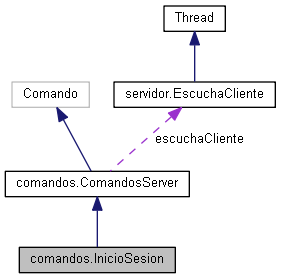 Thread
Comando
servidor.EscuchaCliente
escuchaCliente
comandos.ComandosServer
comandos.InicioSesion